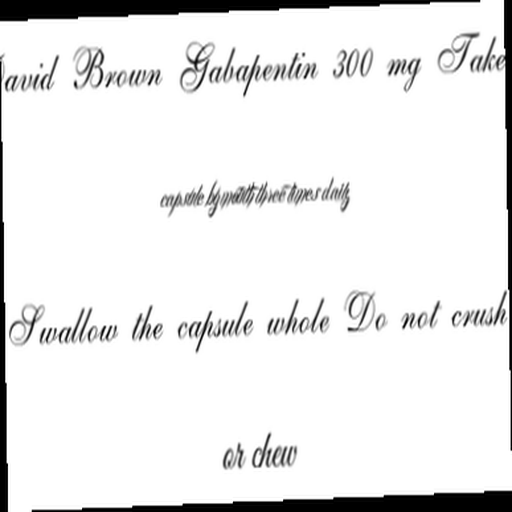 David Brown Gabapentin 300 mg Take
capsule by mouth three times daily
Swallow the capsule whole Do not crush
or chew